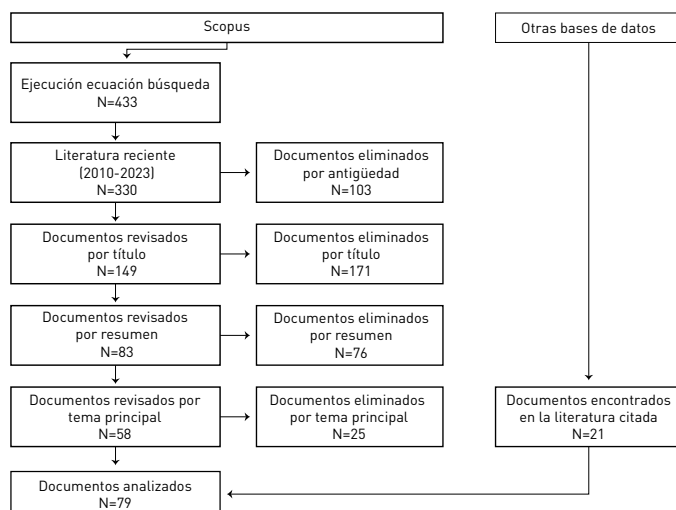 Scopus
Otras bases de datos
Ejecución ecuación búsqueda
N=433
Literatura reciente
(2010-2023)
N=330
Documentos eliminados
por antigüedad
N=103
Documentos revisados
por título
N=149
Documentos eliminados
por título
N=171
Documentos revisados
por resumen
N=83
Documentos eliminados
por resumen
N=76
Documentos revisados por
tema principal
N=58
Documentos eliminados
por tema principal
N=25
Documentos encontrados
en la literatura citada
N=21
Documentos analizados
N=79